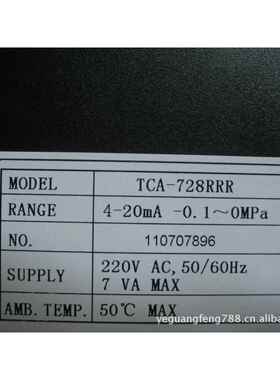 MODEL TCA-728RRR
RANGE 4-20mA -0.1～0MPa
NO. 110707896
SUPPLY 220V AC, 50/60Hz
7 VA MAX
AMB. TEMP. 50℃ MAX
yeguangfeng788.cn.alibaba.com